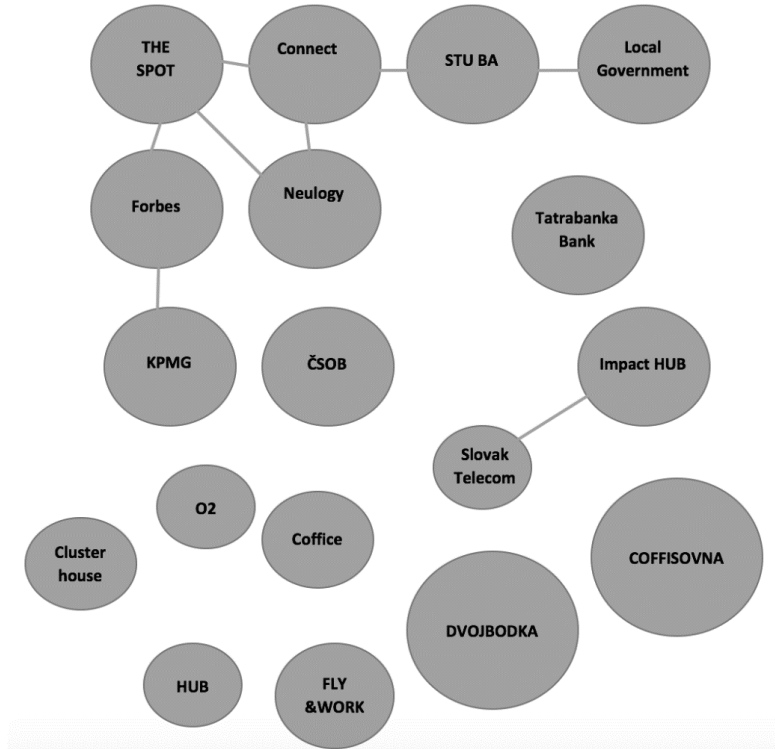 THE
SPOT
Connect
STU BA
Local
Government
Forbes
Neulogy
Tatrabanka
Bank
KPMG
ČSOB
Impact HUB
Slovak
Telecom
O2
Coffice
Cluster
house
COFFISOVNA
DVOJBODKA
HUB
FLY
&WORK